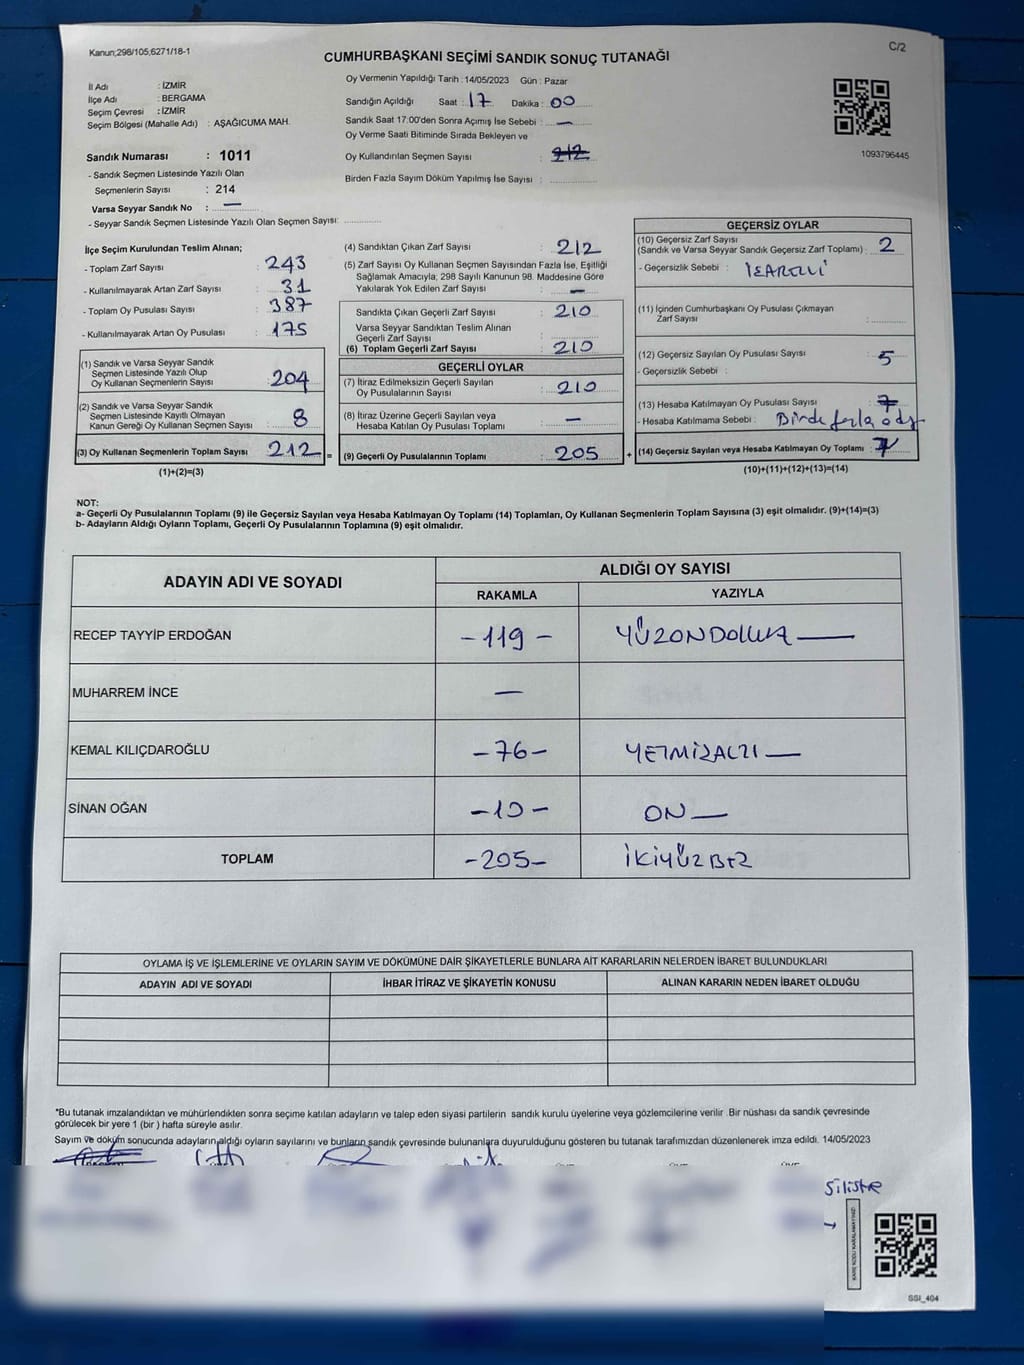 Kanun;298/105,6271/18-1
C/2
CUMHURBAŞKANI SEÇİMİ SANDIK SONUÇ TUTANAĞI
İl Adı : İZMİR
İlçe Adı : BERGAMA
Seçim Çevresi : İZMİR
Seçim Bölgesi (Mahalle Adı) : AŞAĞICUMA MAH.
Sandık Numarası : 1011
- Sandık Seçmen Listesinde Yazılı Olan
Seçmenlerin Sayısı : 214
Varsa Seyyar Sandık No : —
- Seyyar Sandık Seçmen Listesinde Yazılı Olan Seçmen Sayısı: ..............
Oy Vermenin Yapıldığı Tarih : 14/05/2023 Gün : Pazar
Sandığın Açıldığı Saat : 17 Dakika : 00
Sandık Saat 17:00'den Sonra Açımış İse Sebebi : —
Oy Verme Saati Bitiminde Sırada Bekleyen ve
Oy Kullandırılan Seçmen Sayısı : 212
Birden Fazla Sayım Döküm Yapılmış İse Sayısı : ..............
1093796445
İlçe Seçim Kurulundan Teslim Alınan;
- Toplam Zarf Sayısı : 243
- Kullanılmayarak Artan Zarf Sayısı : 31
- Toplam Oy Pusulası Sayısı : 387
- Kullanılmayarak Artan Oy Pusulası : 175
(1) Sandık ve Varsa Seyyar Sandık
Seçmen Listesinde Yazılı Olup
Oy Kullanan Seçmenlerin Sayısı : 204
(2) Sandık ve Varsa Seyyar Sandık
Seçmen Listesinde Kayıtlı Olmayan
Kanun Gereği Oy Kullanan Seçmen Sayısı : 8
(3) Oy Kullanan Seçmenlerin Toplam Sayısı : 212 =
(1)+(2)=(3)
(4) Sandıktan Çıkan Zarf Sayısı : 212
(5) Zarf Sayısı Oy Kullanan Seçmen Sayısından Fazla İse, Eşitliği
Sağlamak Amacıyla; 298 Sayılı Kanunun 98. Maddesine Göre
Yakılarak Yok Edilen Zarf Sayısı : —
Sandıkta Çıkan Geçerli Zarf Sayısı : 210
Varsa Seyyar Sandıktan Teslim Alınan
Geçerli Zarf Sayısı :
(6) Toplam Geçerli Zarf Sayısı : 210
GEÇERLİ OYLAR
(7) İtiraz Edilmeksizin Geçerli Sayılan
Oy Pusulalarının Sayısı : 210
(8) İtiraz Üzerine Geçerli Sayılan veya
Hesaba Katılan Oy Pusulası Toplamı : —
(9) Geçerli Oy Pusulalarının Toplamı : 205 +
GEÇERSİZ OYLAR
(10) Geçersiz Zarf Sayısı
(Sandık ve Varsa Seyyar Sandık Geçersiz Zarf Toplamı) : 2
- Geçersizlik Sebebi :
(11) İçinden Cumhurbaşkanı Oy Pusulası Çıkmayan
Zarf Sayısı :
(12) Geçersiz Sayılan Oy Pusulası Sayısı : 5
- Geçersizlik Sebebi :
(13) Hesaba Katılmayan Oy Pusulası Sayısı : 7
- Hesaba Katılmama Sebebi : Birde fazla oy
(14) Geçersiz Sayılan veya Hesaba Katılmayan Oy Toplamı : 7
(10)+(11)+(12)+(13)=(14)
NOT:
a- Geçerli Oy Pusulalarının Toplamı (9) ile Geçersiz Sayılan veya Hesaba Katılmayan Oy Toplamı (14) Toplamları, Oy Kullanan Seçmenlerin Toplam Sayısına (3) eşit olmalıdır. (9)+(14)=(3)
b- Adayların Aldığı Oyların Toplamı, Geçerli Oy Pusulalarının Toplamına (9) eşit olmalıdır.
ADAYIN ADI VE SOYADI ALDIĞI OY SAYISI
RAKAMLA YAZIYLA
RECEP TAYYİP ERDOĞAN -119- YÜZONDOKUZ —
MUHARREM İNCE —
KEMAL KILIÇDAROĞLU -76- YETMİŞALTI —
SİNAN OĞAN -10- ON —
TOPLAM -205- İKİYÜZBEŞ
OYLAMA İŞ VE İŞLEMLERİNE VE OYLARIN SAYIM VE DÖKÜMÜNE DAİR ŞİKAYETLERLE BUNLARA AİT KARARLARIN NELERDEN İBARET BULUNDUKLARI
ADAYIN ADI VE SOYADI İHBAR İTİRAZ VE ŞİKAYETİN KONUSU ALINAN KARARIN NEDEN İBARET OLDUĞU
*Bu tutanak imzalandıktan ve mühürlendikten sonra seçime katılan adayların ve talep eden siyasi partilerin sandık kurulu üyelerine veya gözlemcilerine verilir. Bir nüshası da sandık çevresinde
görülecek bir yere 1 (bir ) hafta süreyle asılır.
Sayım ve döküm sonucunda adayların aldığı oyların sayılarını ve bunların sandık çevresinde bulunanlara duyurulduğunu gösteren bu tutanak tarafımızdan düzenlenerek imza edildi. 14/05/2023
Silistre
KARE KODU KARALAMAYINIZ!
SSI_404